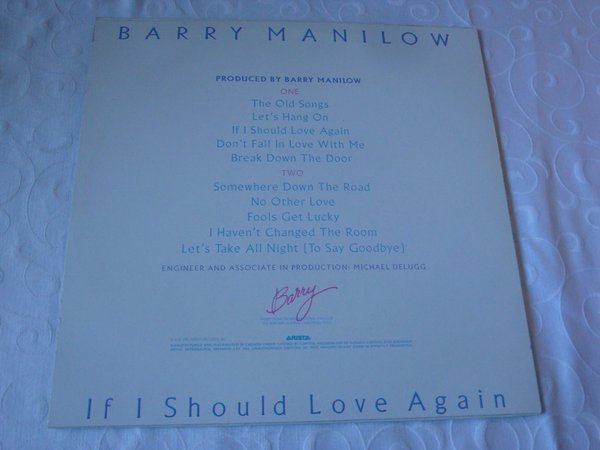 BARRY MANILOW
PRODUCED BY BARRY MANILOW
ONE
The Old Songs
Let's Hang On
If I Should Love Again
Don't Fall In Love With Me
Break Down The Door
TWO
Somewhere Down The Road
No Other Love
Fools Get Lucky
I Haven't Changed The Room
Let's Take All Night (To Say Goodbye)
ENGINEER AND ASSOCIATE IN PRODUCTION: MICHAEL DELUGG
Barry
ARISTA
If I Should Love Again